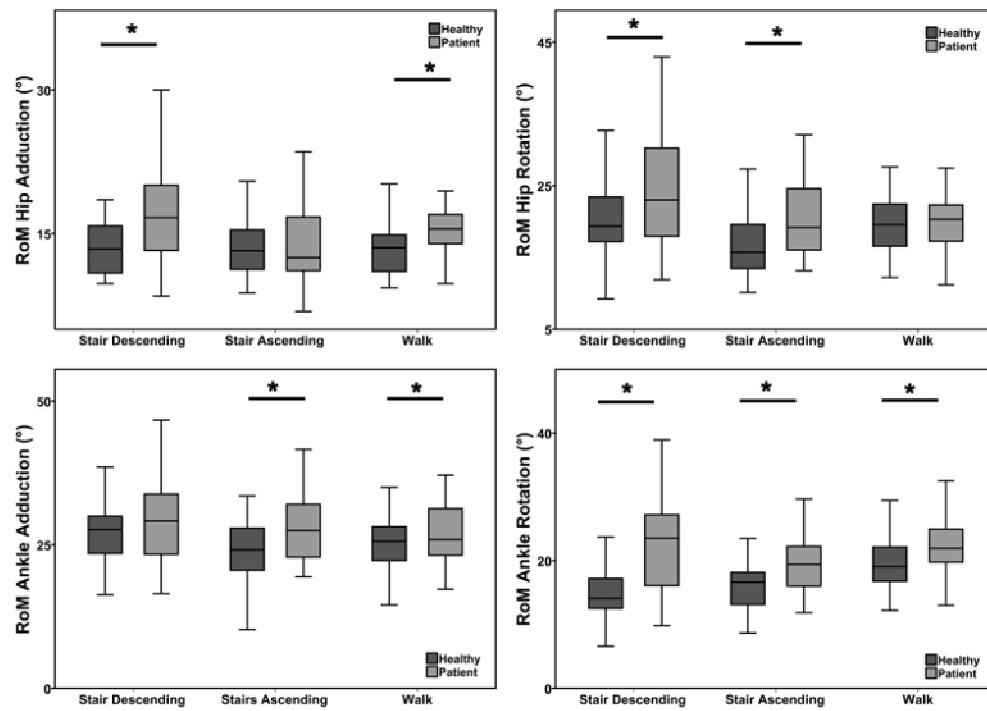 *
Healthy
Patient
*
RoM Hip Adduction (°)
30
15
Stair Descending
Stair Ascending
Walk
*
*
Healthy
Patient
RoM Hip Rotation (°)
45
25
5
Stair Descending
Stair Ascending
Walk
*
*
RoM Ankle Adduction (°)
50
25
0
Healthy
Patient
Stair Descending
Stairs Ascending
Walk
*
*
*
RoM Ankle Rotation (°)
40
20
0
Healthy
Patient
Stair Descending
Stair Ascending
Walk